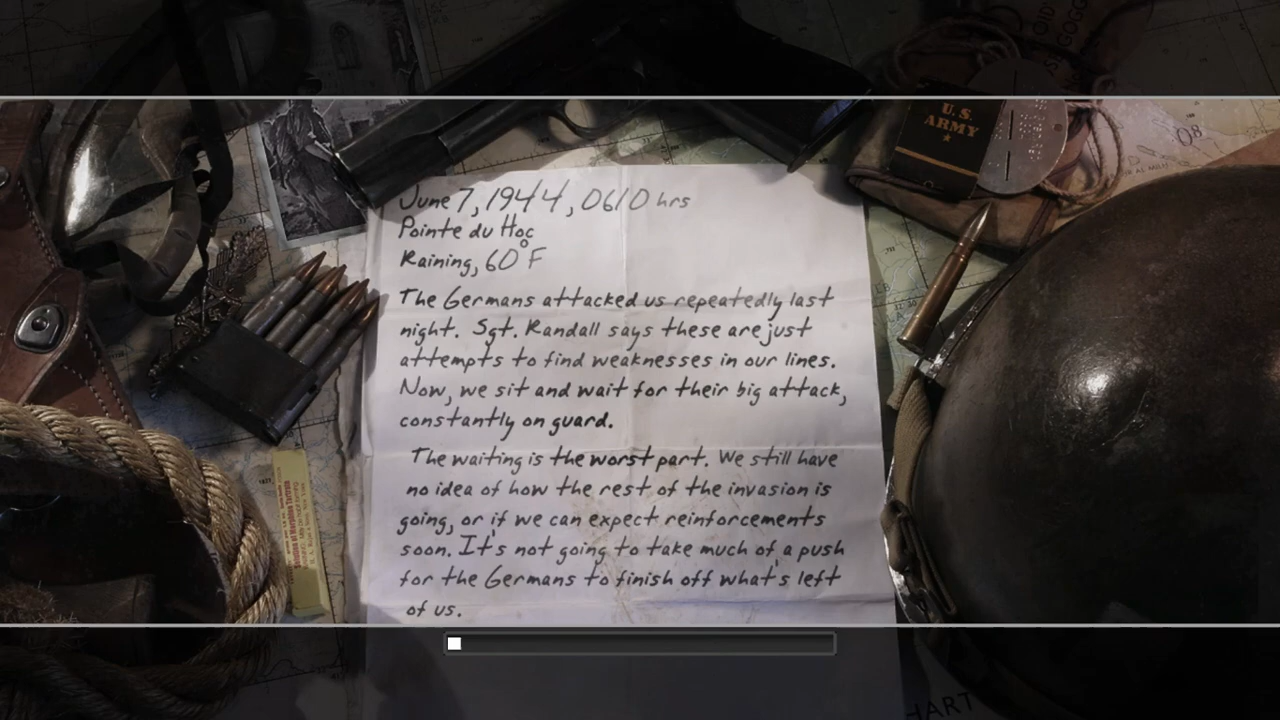 U.S.
ARMY
June 7, 1944, 0610 hrs
Pointe du Hoc
Raining, 60°F
The Germans attacked us repeatedly last
night. Sgt. Randall says these are just
attempts to find weaknesses in our lines.
Now, we sit and wait for their big attack,
constantly on guard.
The waiting is the worst part. We still have
no idea of how the rest of the invasion is
going, or if we can expect reinforcements
soon. It's not going to take much of a push
for the Germans to finish off what's left
of us.